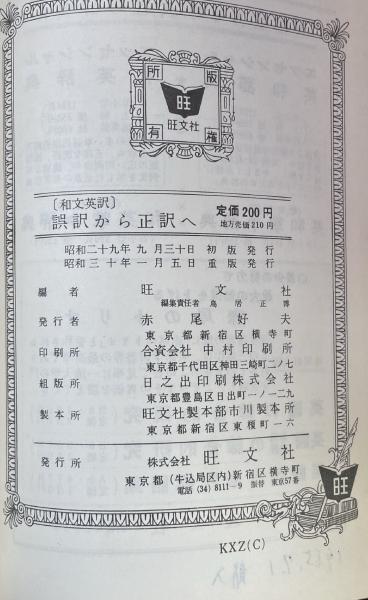 所 版
有 権
旺
旺文社
〔和文英訳〕
誤訳から正訳へ
定価 200円
地方売価 210円
昭和二十九年九月三十日 初版発行
昭和三十年一月五日 重版発行
編者 旺文社
編集責任者 鳥居正博
発行者 赤尾好夫
東京都新宿区横寺町
印刷所 合資会社 中村印刷所
東京都千代田区神田三崎町二ノ七
組版所 日之出印刷株式会社
東京都豊島区日出町一ノ一二九
製本所 旺文社製本部市川製本所
東京都新宿区東榎町一六
発行所 株式会社 旺文社
東京都(牛込局区内)新宿区横寺町
電話 (34) 8111-9 振替 東京57番
旺
KXZ(C)